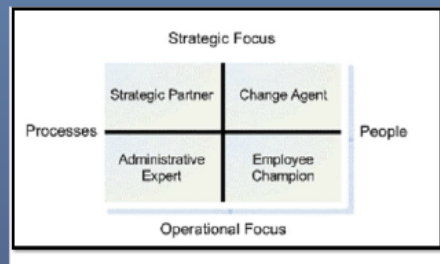 Strategic Focus
Strategic Partner
Change Agent
Processes
People
Administrative
Expert
Employee
Champion
Operational Focus